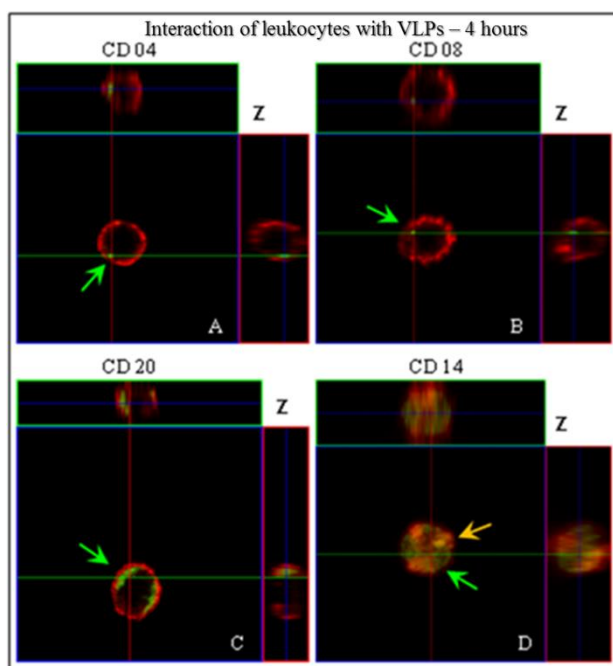 Interaction of leukocytes with VLPs – 4 hours
CD 04
CD 08
Z
Z
A
B
CD 20
CD 14
Z
Z
C
D